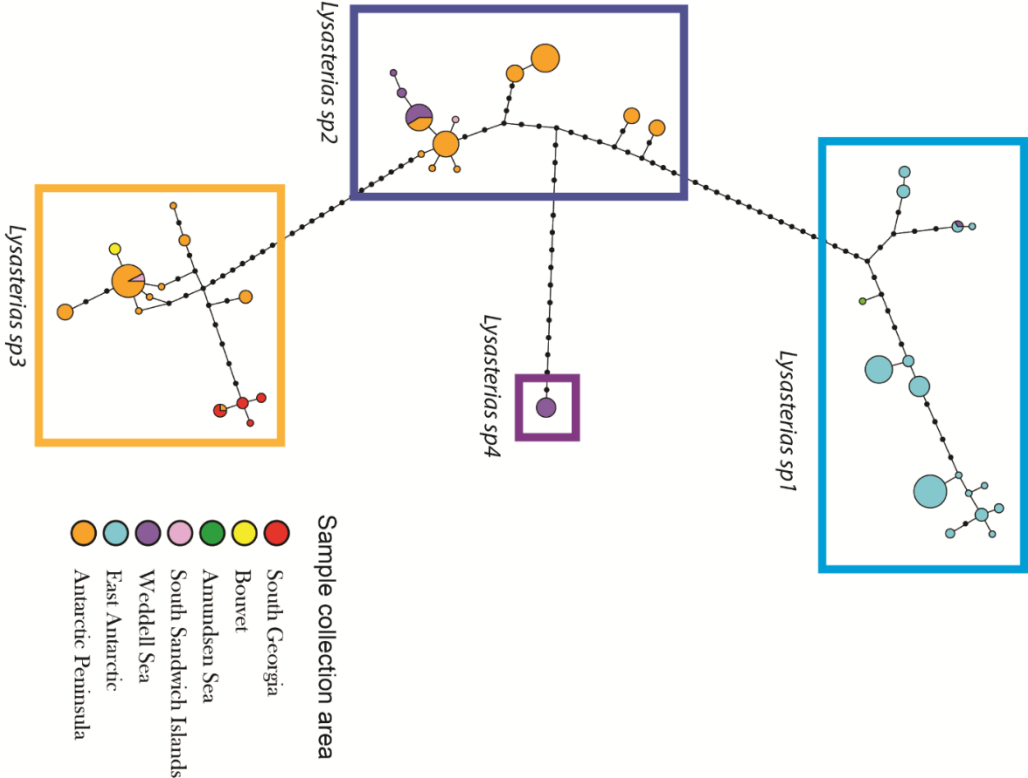 Lysasterias sp2
Lysasterias sp3
Lysasterias sp4
Lysasterias sp1
Sample collection area
South Georgia
Bouvet
Amundsen Sea
South Sandwich Islands
Weddell Sea
East Antarctic
Antarctic Peninsula